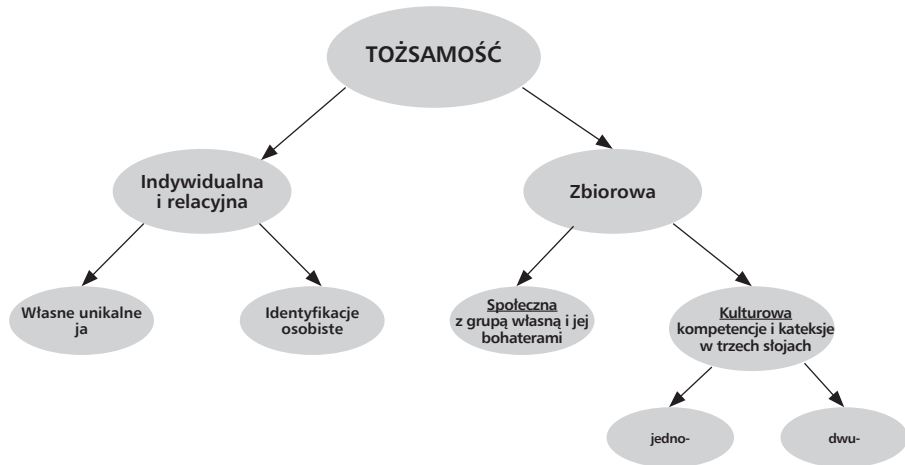 TOŻSAMOŚĆ
Indywidualna
i relacyjna
Zbiorowa
Własne unikalne
ja
Identyfikacje
osobiste
Społeczna
z grupą własną i jej
bohaterami
Kulturowa
kompetencje i kateksje
w trzech słojach
jedno-
dwu-